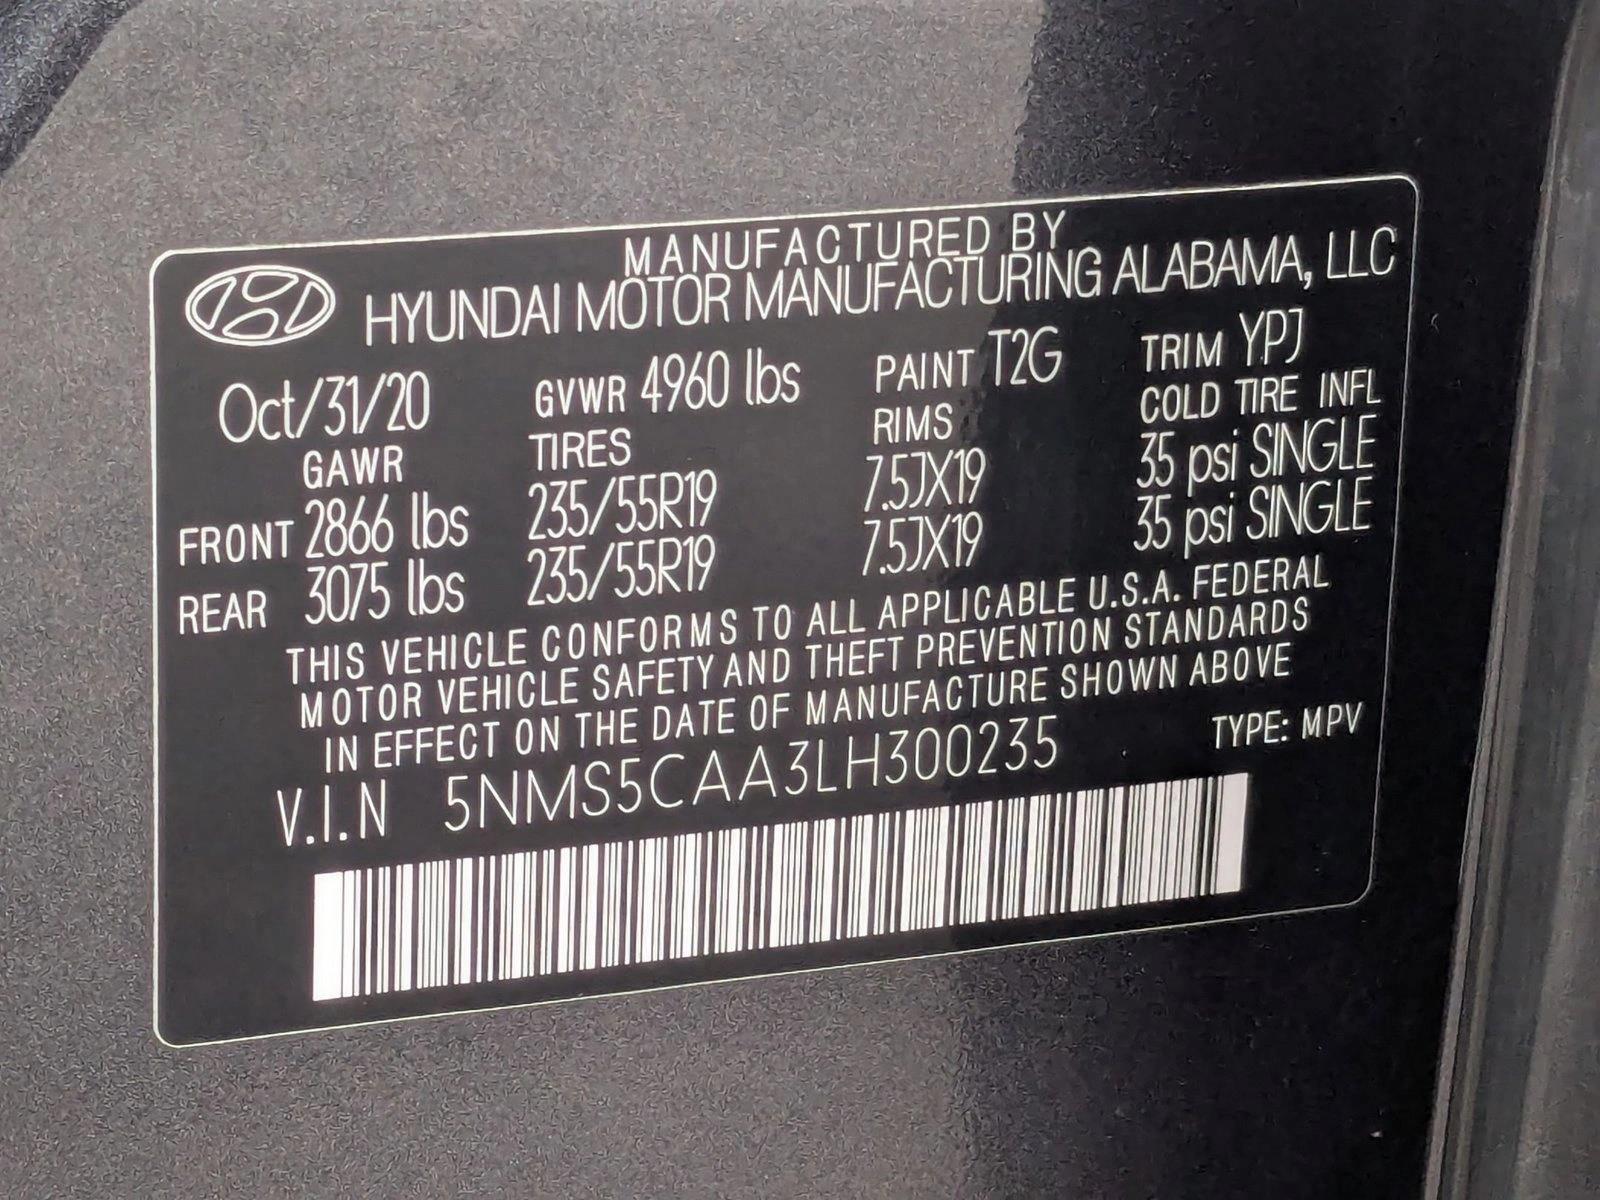 MANUFACTURED BY
HYUNDAI MOTOR MANUFACTURING ALABAMA, LLC
Oct/31/20 GVWR 4960 lbs PAINT T2G TRIM YPJ
GAWR TIRES RIMS COLD TIRE INFL
FRONT 2866 lbs 235/55R19 7.5JX19 35 psi SINGLE
REAR 3075 lbs 235/55R19 7.5JX19 35 psi SINGLE
THIS VEHICLE CONFORMS TO ALL APPLICABLE U.S.A. FEDERAL
MOTOR VEHICLE SAFETY AND THEFT PREVENTION STANDARDS
IN EFFECT ON THE DATE OF MANUFACTURE SHOWN ABOVE
V.I.N 5NMS5CAA3LH300235 TYPE: MPV